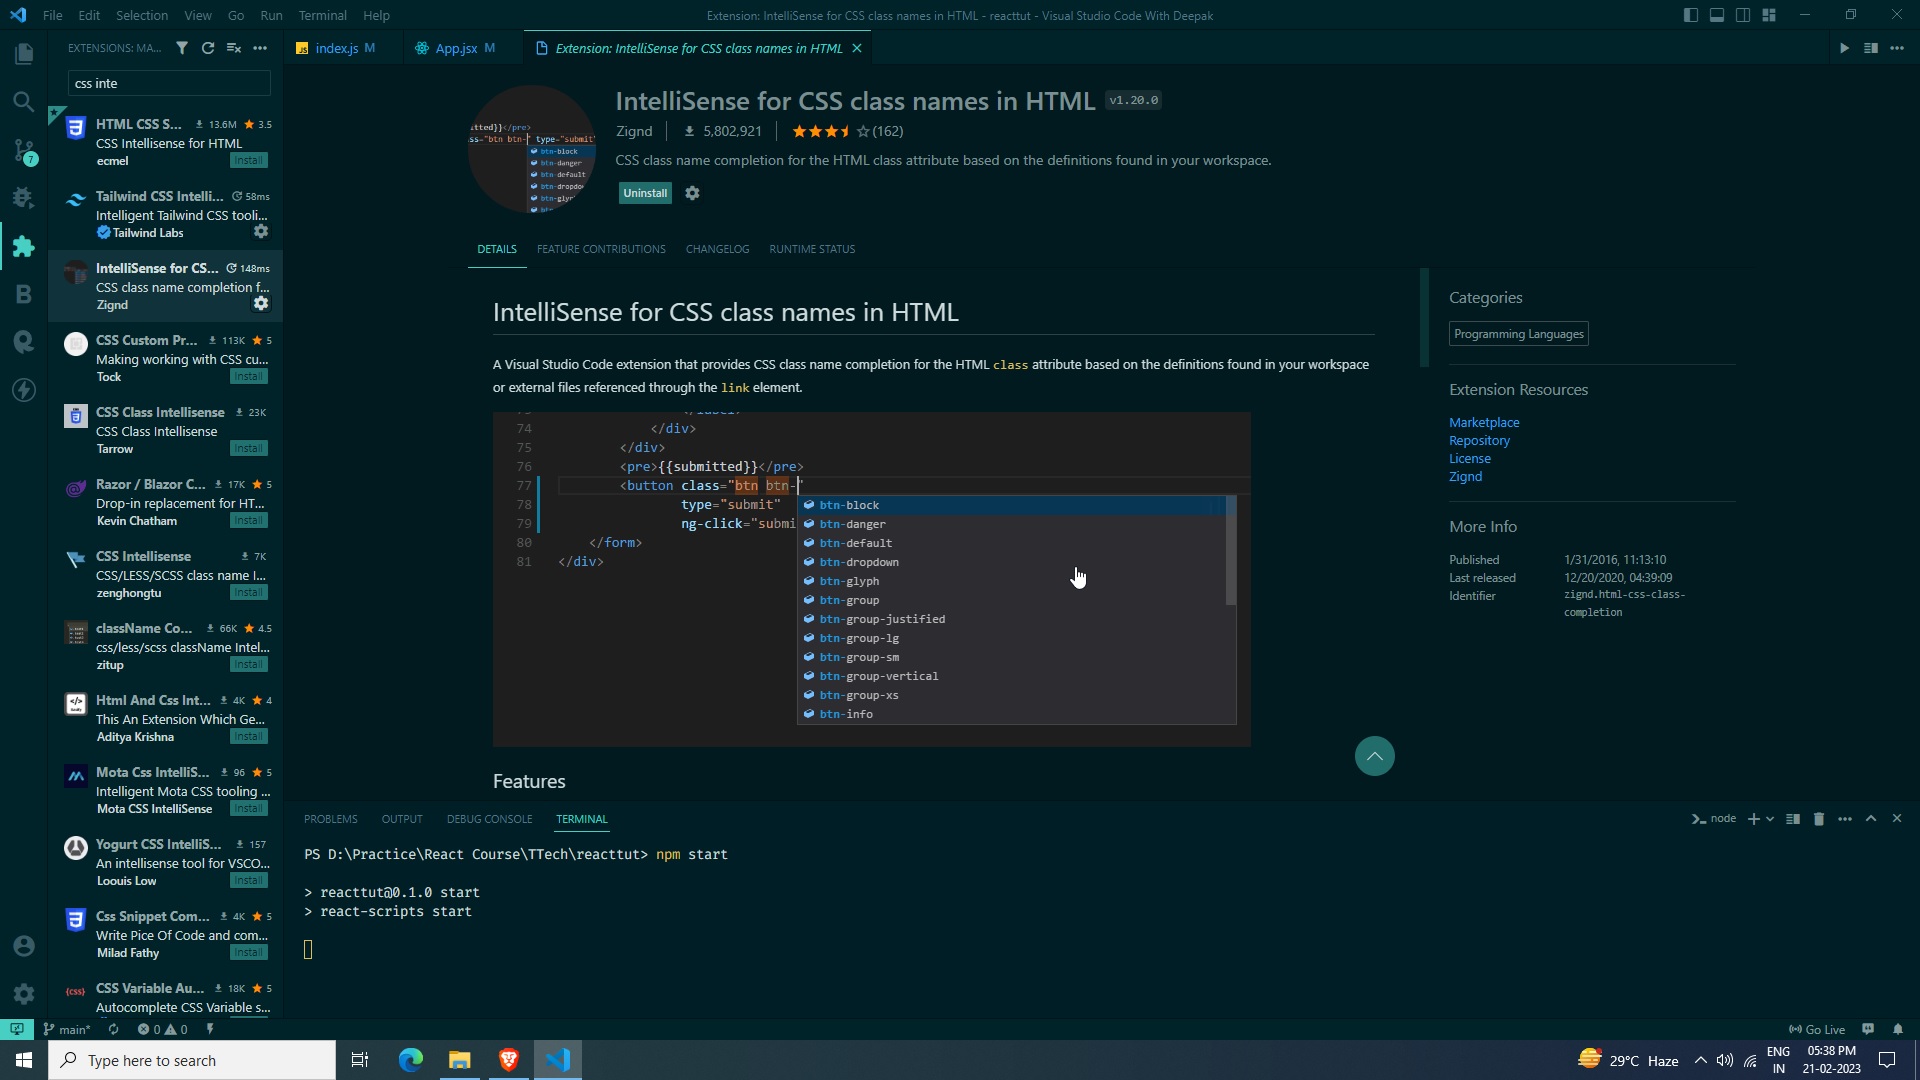 File Edit Selection View Go Run Terminal Help
Extension: IntelliSense for CSS class names in HTML - reacttut - Visual Studio Code With Deepak
EXTENSIONS: MA...
css inte
HTML CSS S... 13.6M 3.5
CSS Intellisense for HTML
ecmel Install
Tailwind CSS Intelli... 58ms
Intelligent Tailwind CSS tooli...
Tailwind Labs
IntelliSense for CS... 148ms
CSS class name completion f...
Zignd
CSS Custom Pr... 113K 5
Making working with CSS cu...
Tock Install
CSS Class Intellisense 23K
CSS Class Intellisense
Tarrow Install
Razor / Blazor C... 17K 5
Drop-in replacement for HT...
Kevin Chatham Install
CSS Intellisense 7K
CSS/LESS/SCSS class name I...
zenghongtu Install
className Co... 66K 4.5
css/less/scss className Intel...
zitup Install
Html And Css Int... 4K 4
This An Extension Which Ge...
Aditya Krishna Install
Mota Css IntelliS... 96 5
Intelligent Mota CSS tooling ...
Mota CSS IntelliSense Install
Yogurt CSS IntelliS... 157
An intellisense tool for VSCO...
Loouis Low Install
Css Snippet Com... 4K 5
Write Pice Of Code and com...
Milad Fathy Install
{css} CSS Variable Au... 18K 5
Autocomplete CSS Variable s...
7
B
index.js M
App.jsx M
Extension: IntelliSense for CSS class names in HTML
itted}}</pre>
ss="btn btn- type="submit"
btn-block
btn-danger
btn-default
btn-dropdo
btn-gly
IntelliSense for CSS class names in HTML v1.20.0
Zignd 5,802,921 (162)
CSS class name completion for the HTML class attribute based on the definitions found in your workspace.
Uninstall
DETAILS FEATURE CONTRIBUTIONS CHANGELOG RUNTIME STATUS
IntelliSense for CSS class names in HTML
A Visual Studio Code extension that provides CSS class name completion for the HTML class attribute based on the definitions found in your workspace
or external files referenced through the link element.
74 </div>
75 </div>
76 <pre>{{submitted}}</pre>
77 <button class="btn btn-"
78 type="submit"
79 ng-click="submi
80 </form>
81 </div>
btn-block
btn-danger
btn-default
btn-dropdown
btn-glyph
btn-group
btn-group-justified
btn-group-lg
btn-group-sm
btn-group-vertical
btn-group-xs
btn-info
Features
Categories
Programming Languages
Extension Resources
Marketplace
Repository
License
Zignd
More Info
Published 1/31/2016, 11:13:10
Last released 12/20/2020, 04:39:09
Identifier zignd.html-css-class-
completion
PROBLEMS OUTPUT DEBUG CONSOLE TERMINAL
node
PS D:\Practice\React Course\TTech\reacttut> npm start
> reacttut@0.1.0 start
> react-scripts start
main* 0 0
Go Live
Type here to search
29°C Haze
ENG
IN
05:38 PM
21-02-2023